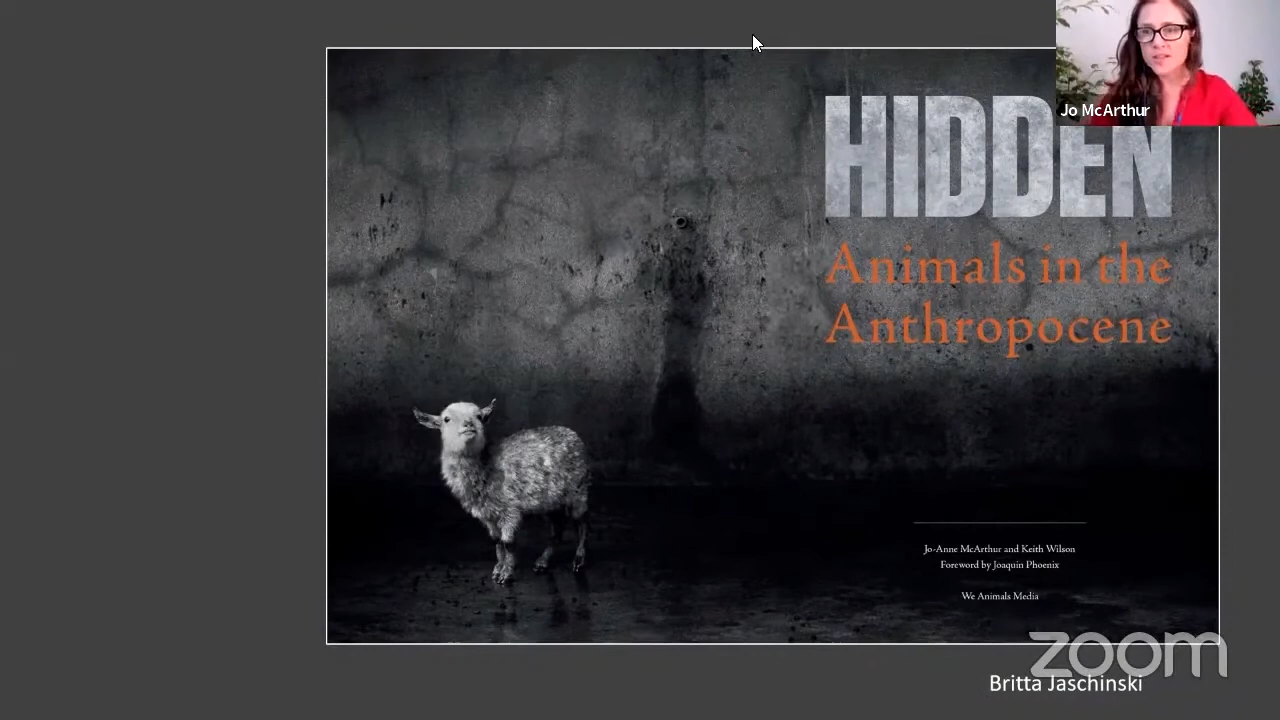 Jo McArthur
HIDDEN
Animals in the
Anthropocene
Jo-Anne McArthur and Keith Wilson
Foreword by Joaquin Phoenix
We Animals Media
zoom
Britta Jaschinski